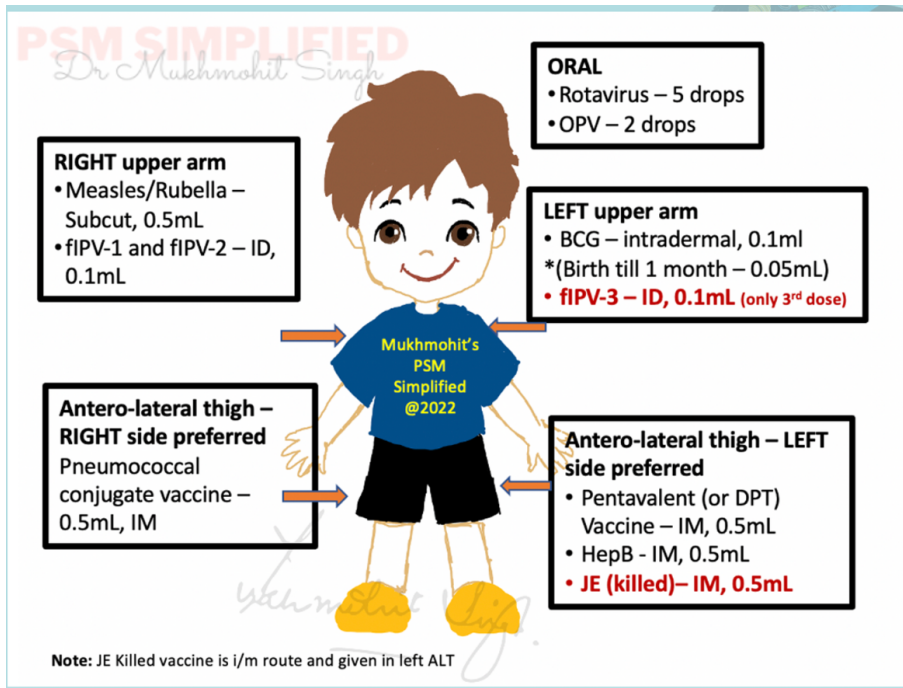 PSM SIMPLIFIED
Dr Mukhmohit Singh
ORAL
• Rotavirus – 5 drops
• OPV – 2 drops
RIGHT upper arm
• Measles/Rubella –
Subcut, 0.5mL
• fIPV-1 and fIPV-2 – ID,
0.1mL
LEFT upper arm
• BCG – intradermal, 0.1ml
*(Birth till 1 month – 0.05mL)
• fIPV-3 – ID, 0.1mL (only 3rd dose)
Mukhmohit's
PSM
Simplified
@2022
Antero-lateral thigh –
RIGHT side preferred
Pneumococcal
conjugate vaccine –
0.5mL, IM
Antero-lateral thigh – LEFT
side preferred
• Pentavalent (or DPT)
Vaccine – IM, 0.5mL
• HepB - IM, 0.5mL
• JE (killed)– IM, 0.5mL
Note: JE Killed vaccine is i/m route and given in left ALT